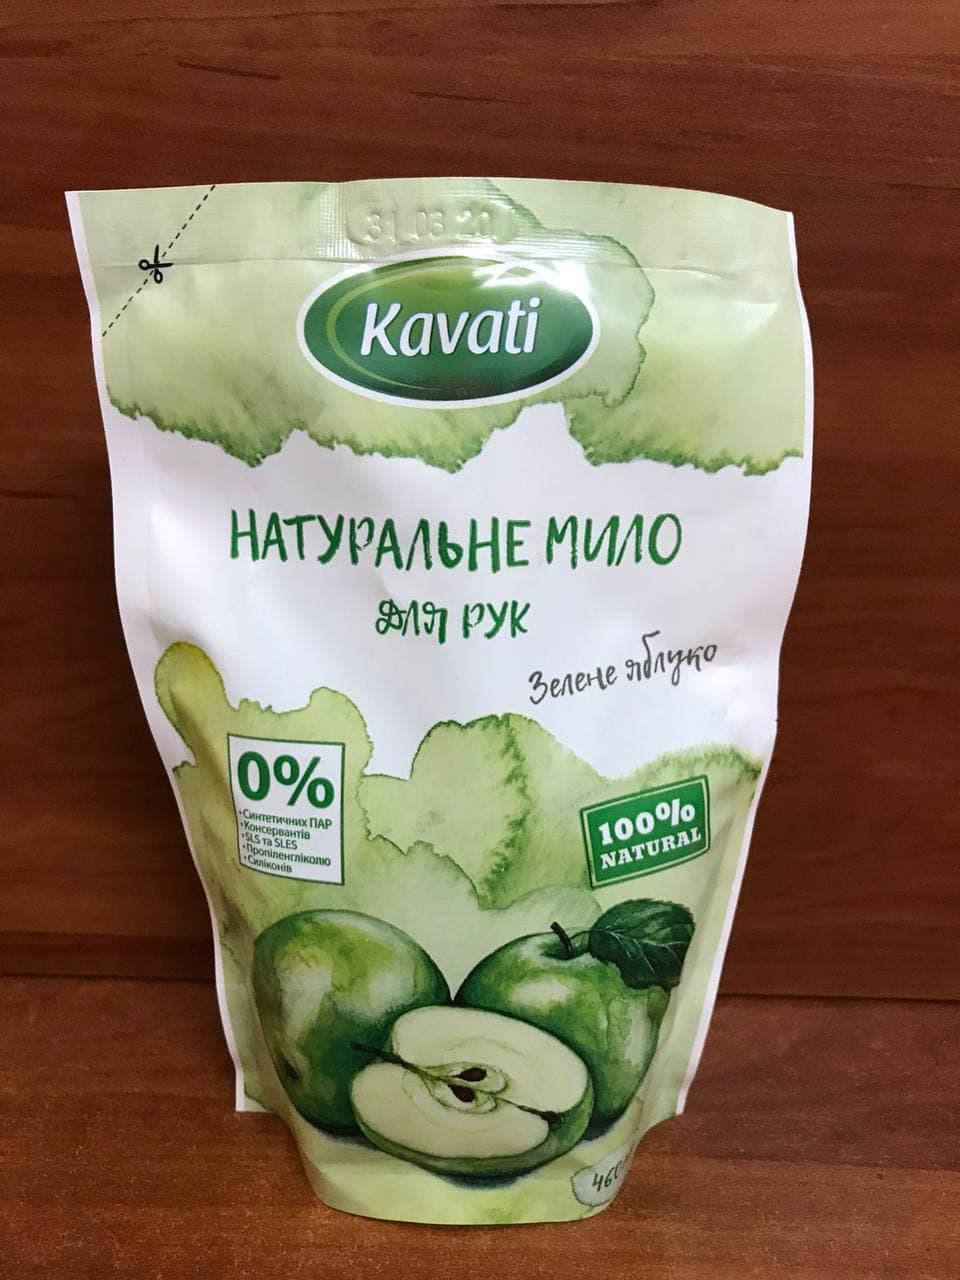 31 03 20
Kavati
НАТУРАЛЬНЕ МИЛО
ДЛЯ РУК
Зелене яблуко
0%
• Синтетичних ПАР
• Консервантів
• SLS та SLES
• Пропіленгліколю
• Силіконів
100%
NATURAL